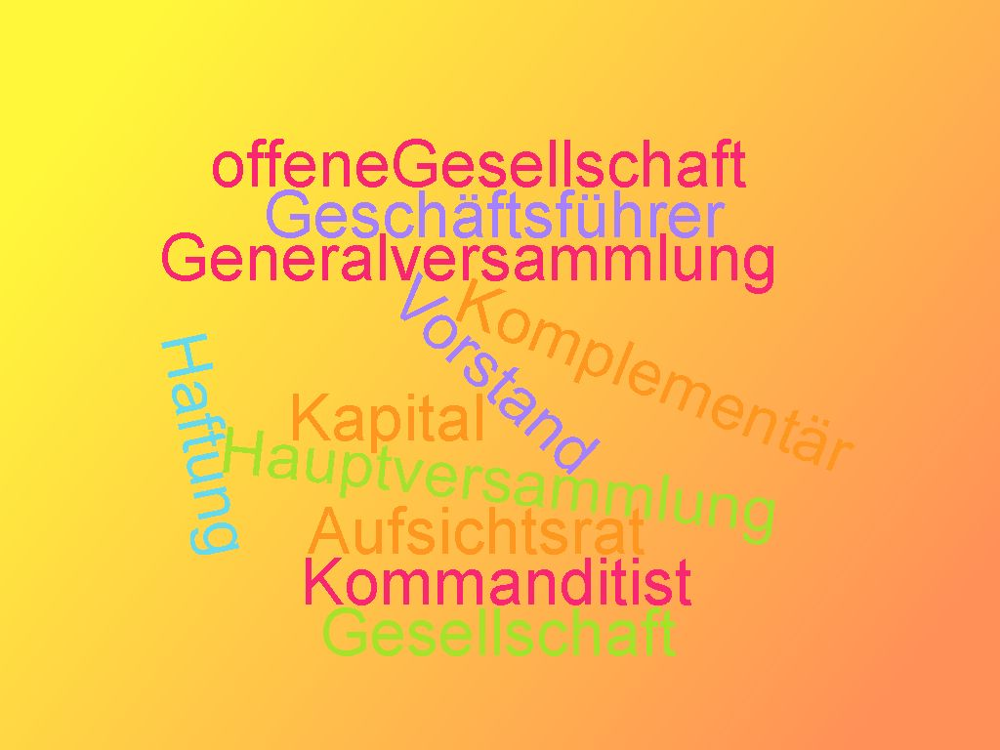 offeneGesellschaft
Geschäftsführer
Generalversammlung
Vorstand
Komplementär
Haftung
Kapital
Hauptversammlung
Aufsichtsrat
Kommanditist
Gesellschaft